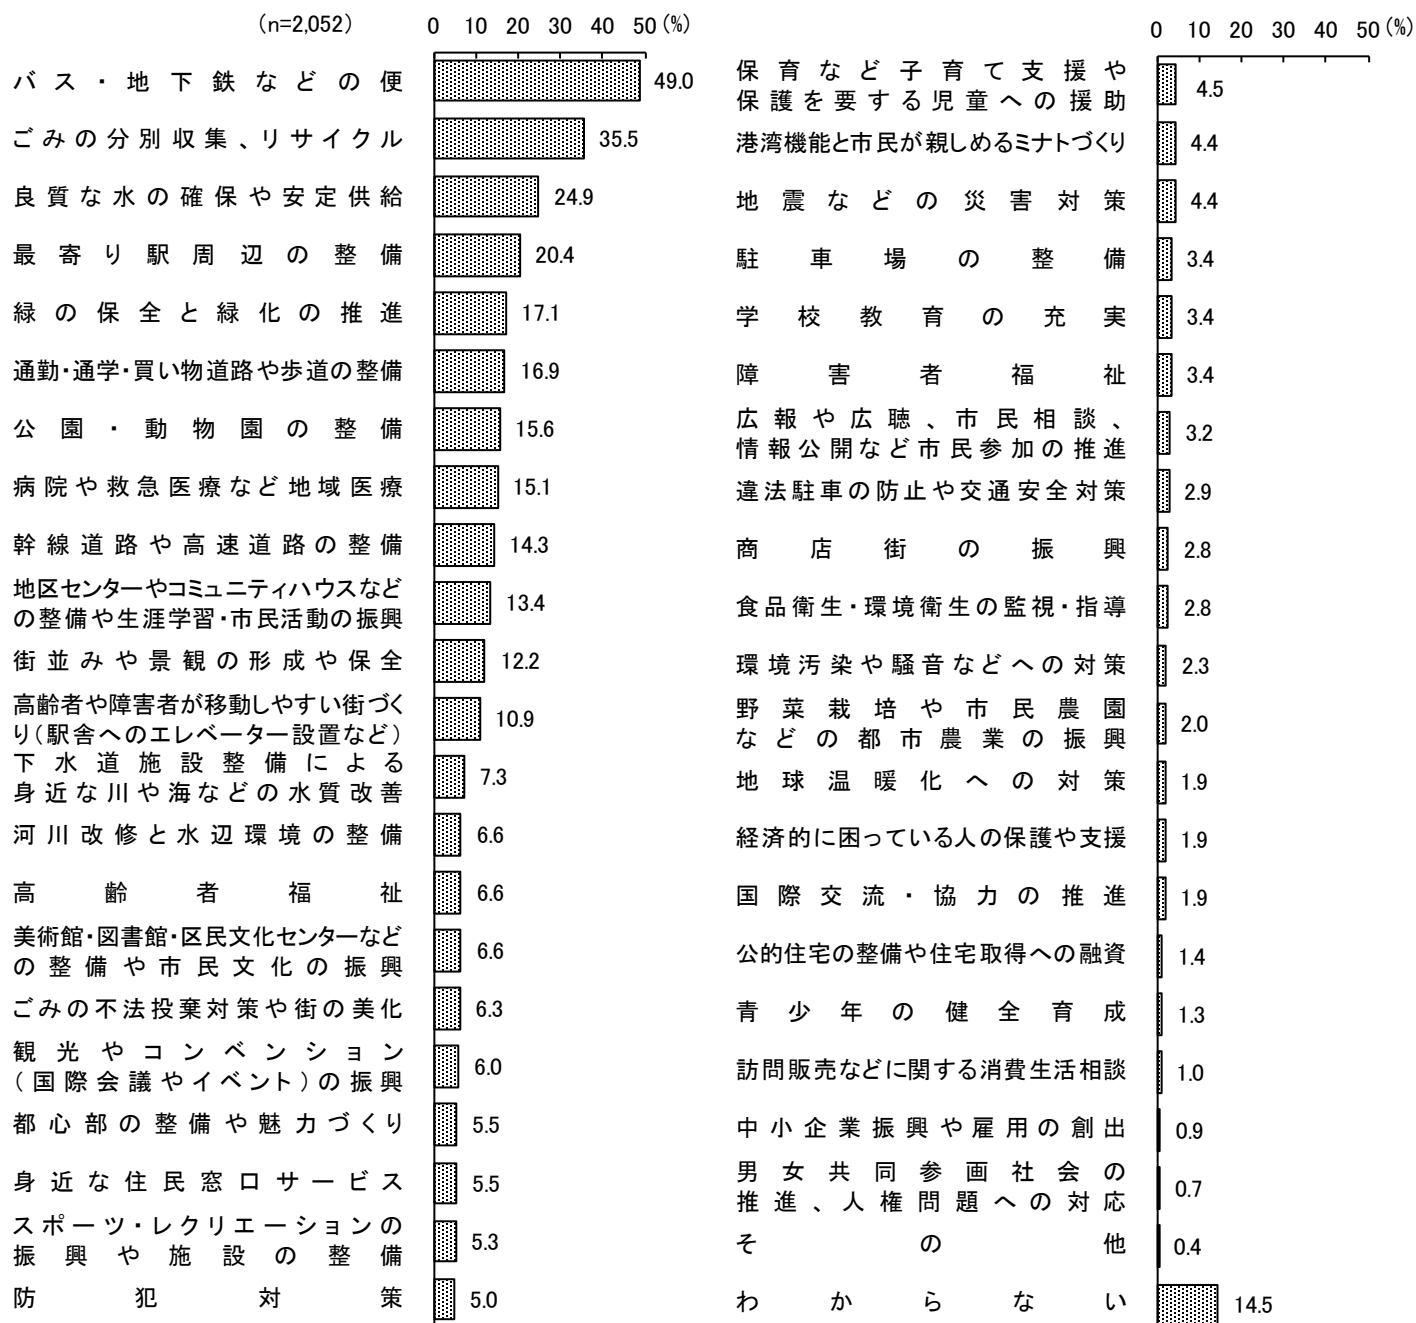 (n=2,052)
0 10 20 30 40 50 (%)
バス・地下鉄などの便 49.0
ごみの分別収集、リサイクル 35.5
良質な水の確保や安定供給 24.9
最寄り駅周辺の整備 20.4
緑の保全と緑化の推進 17.1
通勤・通学・買い物道路や歩道の整備 16.9
公園・動物園の整備 15.6
病院や救急医療など地域医療 15.1
幹線道路や高速道路の整備 14.3
地区センターやコミュニティハウスなど
の整備や生涯学習・市民活動の振興 13.4
街並みや景観の形成や保全 12.2
高齢者や障害者が移動しやすい街づく
り(駅舎へのエレベーター設置など) 10.9
下水道施設整備による
身近な川や海などの水質改善 7.3
河川改修と水辺環境の整備 6.6
高齢者福祉 6.6
美術館・図書館・区民文化センターなど
の整備や市民文化の振興 6.6
ごみの不法投棄対策や街の美化 6.3
観光やコンベンション
(国際会議やイベント)の振興 6.0
都心部の整備や魅力づくり 5.5
身近な住民窓口サービス 5.5
スポーツ・レクリエーションの
振興や施設の整備 5.3
防犯対策 5.0
0 10 20 30 40 50 (%)
保育など子育て支援や
保護を要する児童への援助 4.5
港湾機能と市民が親しめるミナトづくり 4.4
地震などの災害対策 4.4
駐車場の整備 3.4
学校教育の充実 3.4
障害者福祉 3.4
広報や広聴、市民相談、
情報公開など市民参加の推進 3.2
違法駐車の防止や交通安全対策 2.9
商店街の振興 2.8
食品衛生・環境衛生の監視・指導 2.8
環境汚染や騒音などへの対策 2.3
野菜栽培や市民農園
などの都市農業の振興 2.0
地球温暖化への対策 1.9
経済的に困っている人の保護や支援 1.9
国際交流・協力の推進 1.9
公的住宅の整備や住宅取得への融資 1.4
青少年の健全育成 1.3
訪問販売などに関する消費生活相談 1.0
中小企業振興や雇用の創出 0.9
男女共同参画社会の
推進、人権問題への対応 0.7
その他 0.4
わからない 14.5